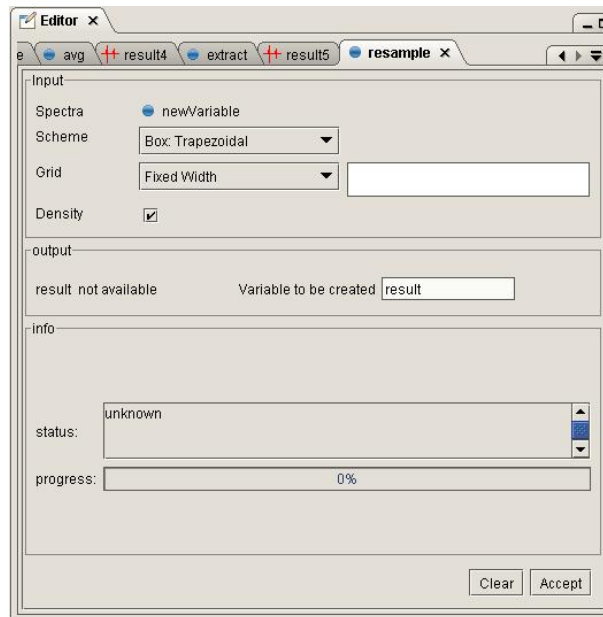 Editor
e avg result4 extract result5 resample
Input
Spectra newVariable
Scheme Box: Trapezoidal
Grid Fixed Width
Density
output
result not available Variable to be created result
info
unknown
status:
progress: 0%
Clear Accept